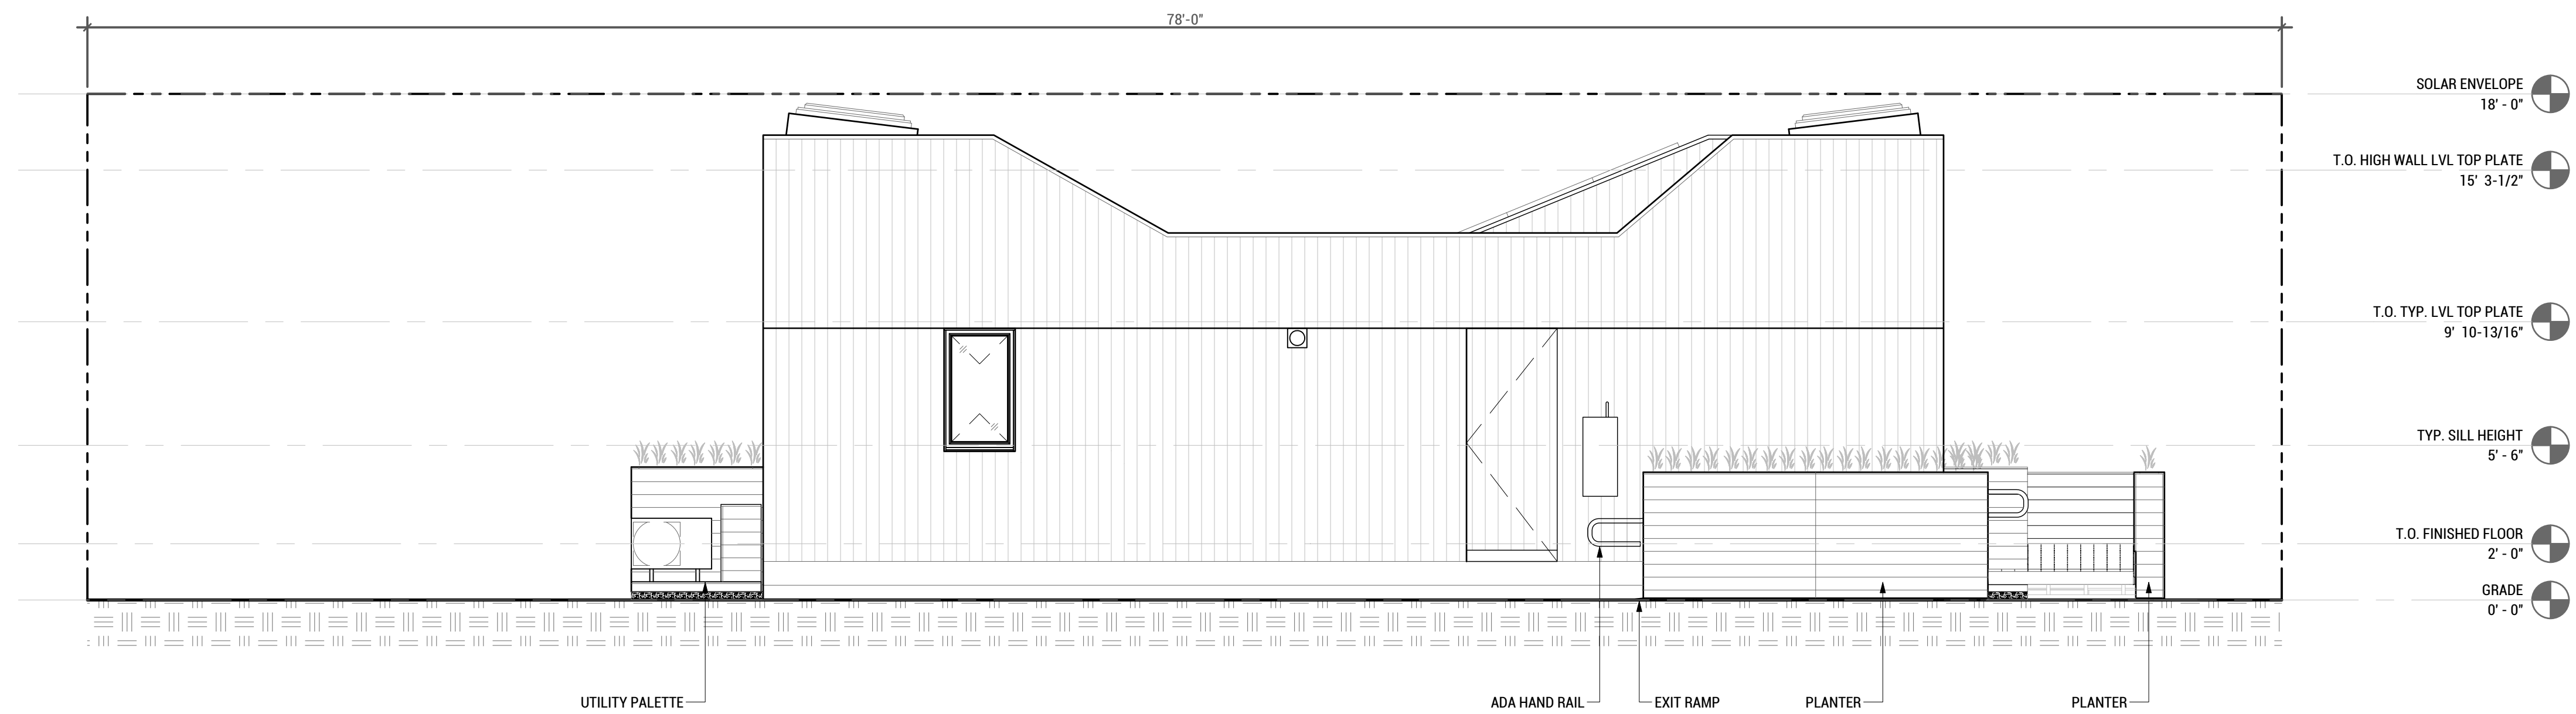 78'-0"
SOLAR ENVELOPE
18' - 0"
T.O. HIGH WALL LVL TOP PLATE
15' 3-1/2"
T.O. TYP. LVL TOP PLATE
9' 10-13/16"
TYP. SILL HEIGHT
5' - 6"
T.O. FINISHED FLOOR
2' - 0"
GRADE
0' - 0"
UTILITY PALETTE
ADA HAND RAIL
EXIT RAMP
PLANTER
PLANTER